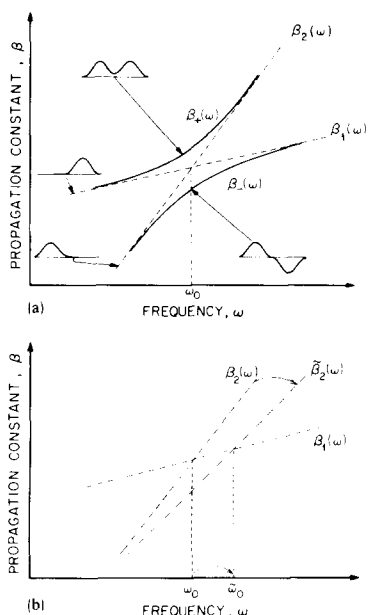 β₂(ω)
β₊(ω)
β₁(ω)
β₋(ω)
PROPAGATION CONSTANT, β
ω₀
(a)
FREQUENCY, ω
β₂(ω)
β̃₂(ω)
β₁(ω)
PROPAGATION CONSTANT, β
ω₀
ω̃₀
(b)
FREQUENCY, ω